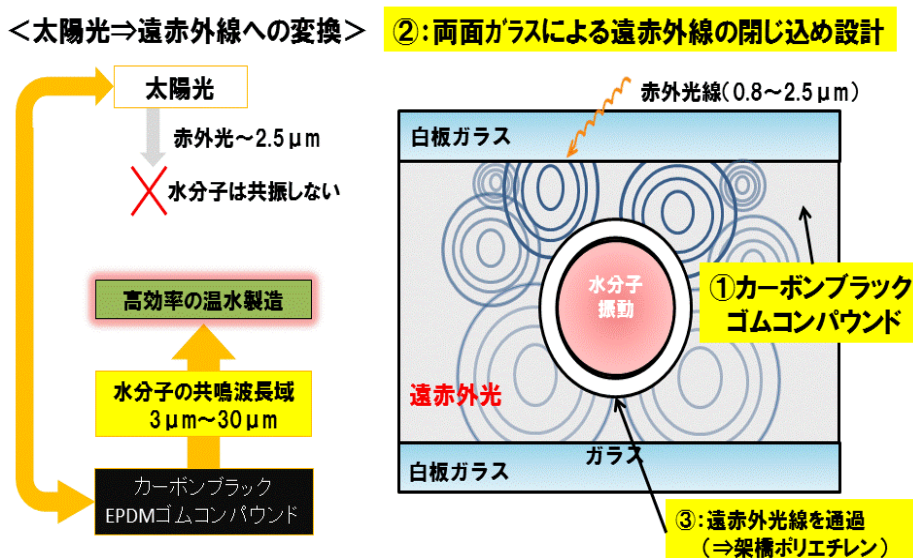 ＜太陽光⇒遠赤外線への変換＞
太陽光
赤外光～2.5μm
水分子は共振しない
高効率の温水製造
水分子の共鳴波長域
3μm～30μm
カーボンブラック
EPDMゴムコンパウンド
②：両面ガラスによる遠赤外線の閉じ込め設計
赤外光線（0.8～2.5μm）
白板ガラス
水分子
振動
①カーボンブラック
ゴムコンパウンド
遠赤外光
ガラス
白板ガラス
③：遠赤外光線を通過
（⇒架橋ポリエチレン）